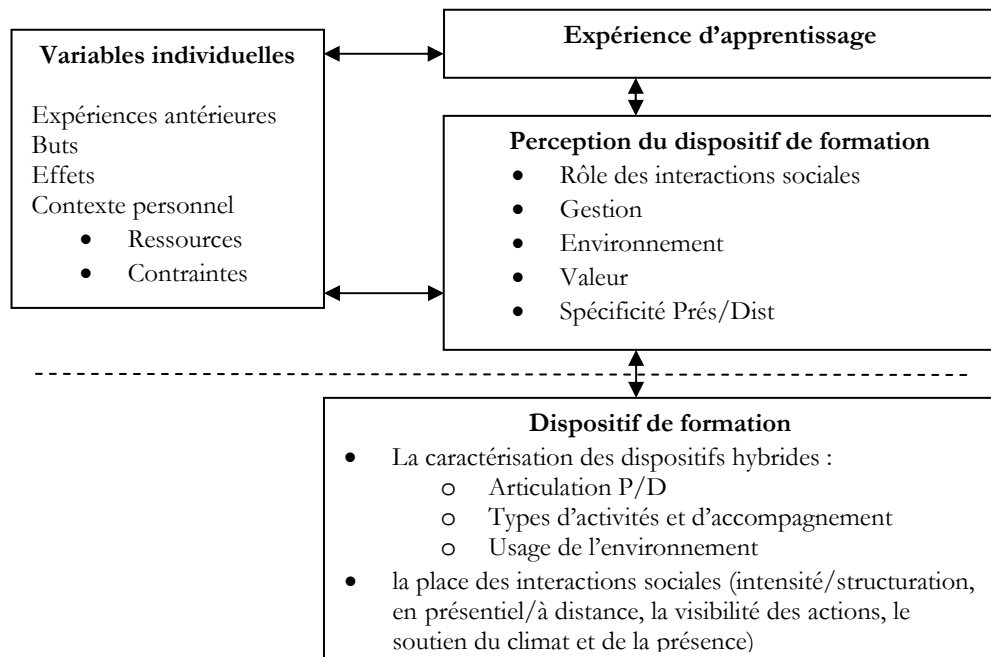 Variables individuelles
Expériences antérieures
Buts
Effets
Contexte personnel
• Ressources
• Contraintes
Expérience d’apprentissage
Perception du dispositif de formation
• Rôle des interactions sociales
• Gestion
• Environnement
• Valeur
• Spécificité Prés/Dist
Dispositif de formation
• La caractérisation des dispositifs hybrides :
o Articulation P/D
o Types d’activités et d’accompagnement
o Usage de l’environnement
• la place des interactions sociales (intensité/structuration,
en présentiel/à distance, la visibilité des actions, le
soutien du climat et de la présence)